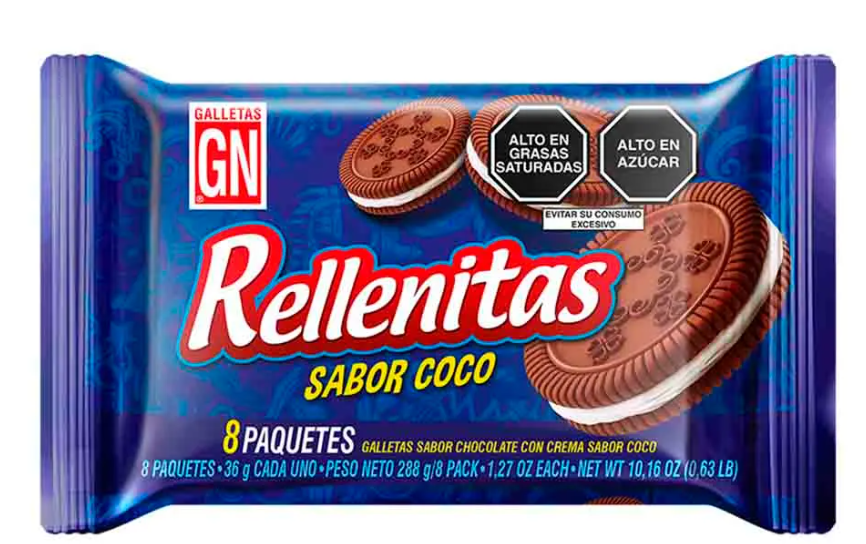 GALLETAS
GN
®
ALTO EN
GRASAS
SATURADAS
ALTO EN
AZÚCAR
EVITAR SU CONSUMO
EXCESIVO
Rellenitas
SABOR COCO
8 PAQUETES GALLETAS SABOR CHOCOLATE CON CREMA SABOR COCO
8 PAQUETES • 36 g CADA UNO • PESO NETO 288 g/8 PACK • 1,27 OZ EACH • NET WT 10,16 OZ (0,63 LB)